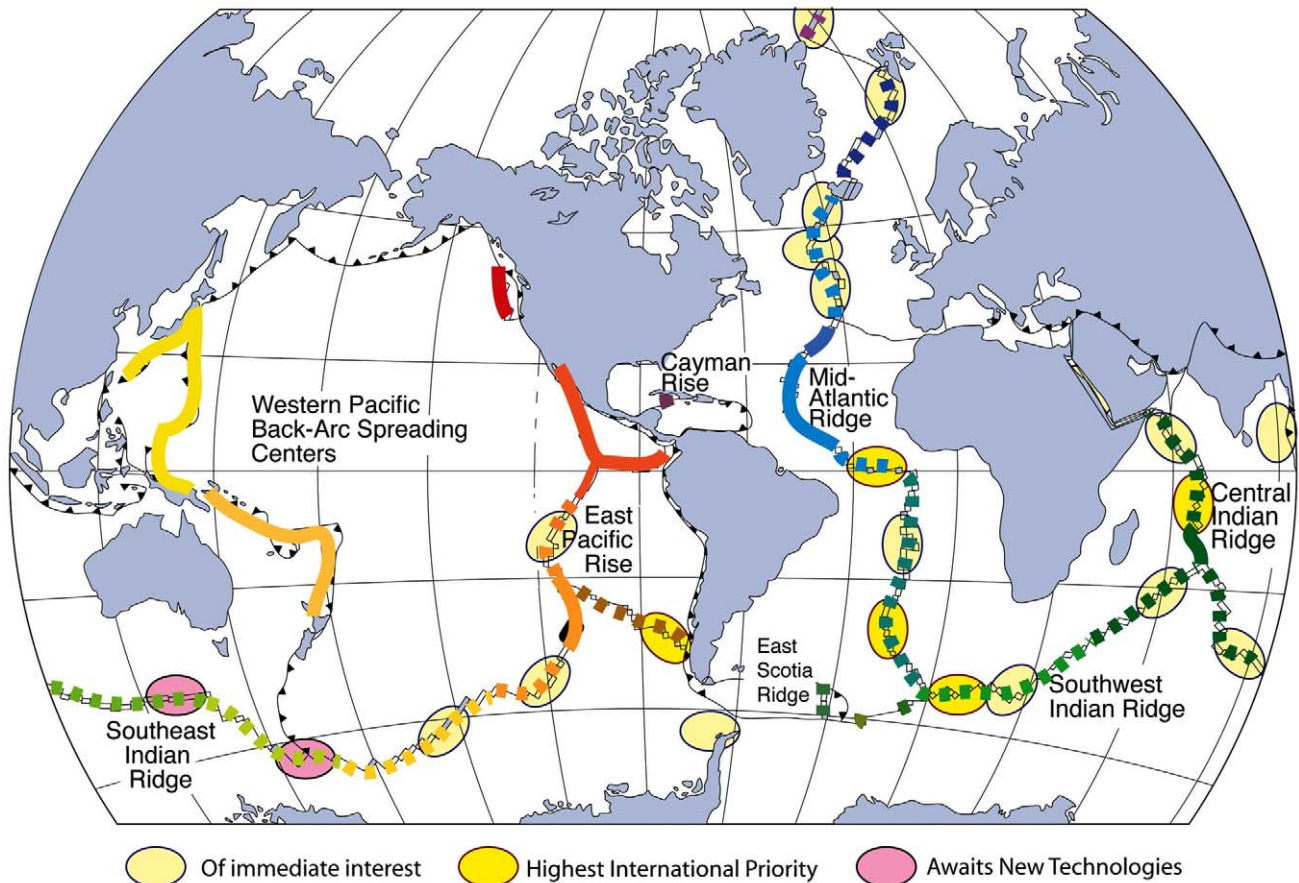 Cayman
Rise
Mid-
Atlantic
Ridge
Western Pacific
Back-Arc Spreading
Centers
East
Pacific
Rise
Central
Indian
Ridge
East
Scotia
Ridge
Southwest
Indian Ridge
Southeast
Indian
Ridge
Of immediate interest
Highest International Priority
Awaits New Technologies